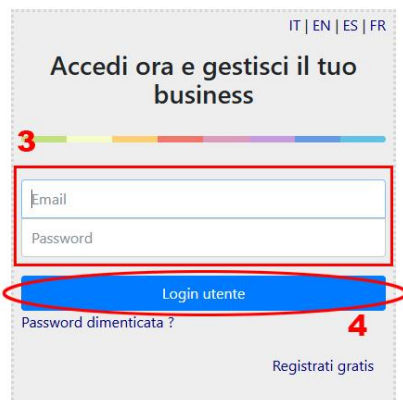 IT | EN | ES | FR
Accedi ora e gestisci il tuo
business
3
Email
Password
Login utente
Password dimenticata ?
4
Registrati gratis